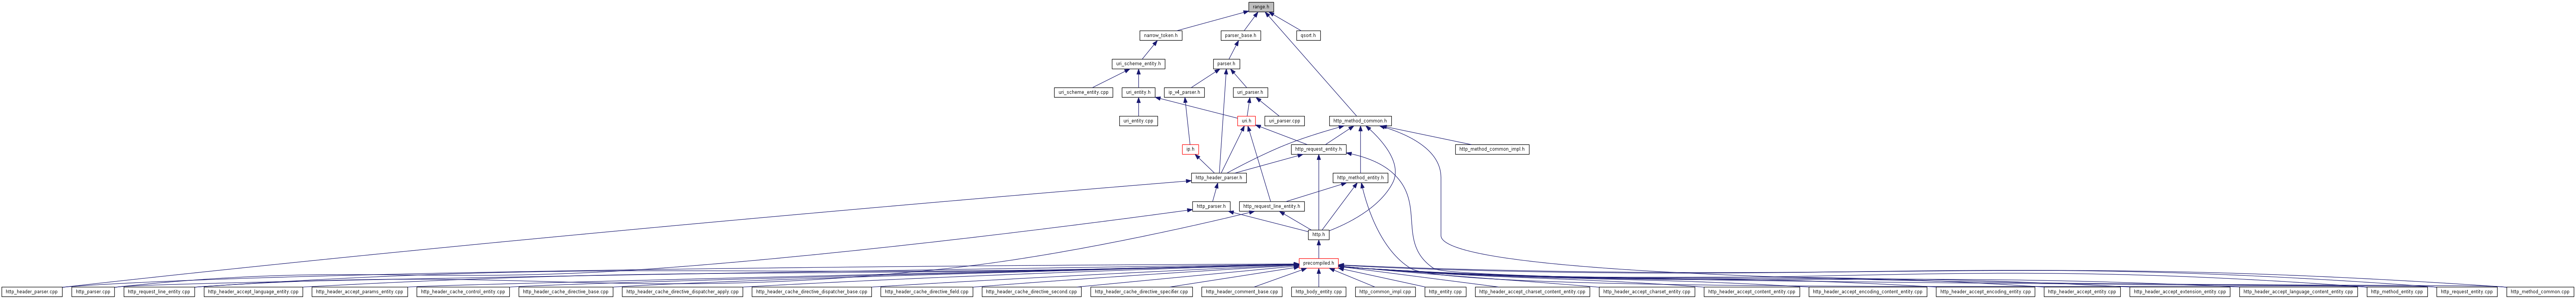 range.h
narrow_token.h
parser_base.h
qsort.h
uri_scheme_entity.h
parser.h
uri_scheme_entity.cpp
uri_entity.h
ip_v4_parser.h
uri_parser.h
uri_entity.cpp
uri.h
uri_parser.cpp
http_method_common.h
ip.h
http_request_entity.h
http_method_common_impl.h
http_header_parser.h
http_method_entity.h
http_parser.h
http_request_line_entity.h
http.h
precompiled.h
http_header_parser.cpp
http_parser.cpp
http_request_line_entity.cpp
http_header_accept_language_entity.cpp
http_header_accept_params_entity.cpp
http_header_cache_control_entity.cpp
http_header_cache_directive_base.cpp
http_header_cache_directive_dispatcher_apply.cpp
http_header_cache_directive_dispatcher_base.cpp
http_header_cache_directive_field.cpp
http_header_cache_directive_second.cpp
http_header_cache_directive_specifier.cpp
http_header_comment_base.cpp
http_body_entity.cpp
http_common_impl.cpp
http_entity.cpp
http_header_accept_charset_content_entity.cpp
http_header_accept_charset_entity.cpp
http_header_accept_content_entity.cpp
http_header_accept_encoding_content_entity.cpp
http_header_accept_encoding_entity.cpp
http_header_accept_entity.cpp
http_header_accept_extension_entity.cpp
http_header_accept_language_content_entity.cpp
http_method_entity.cpp
http_request_entity.cpp
http_method_common.cpp